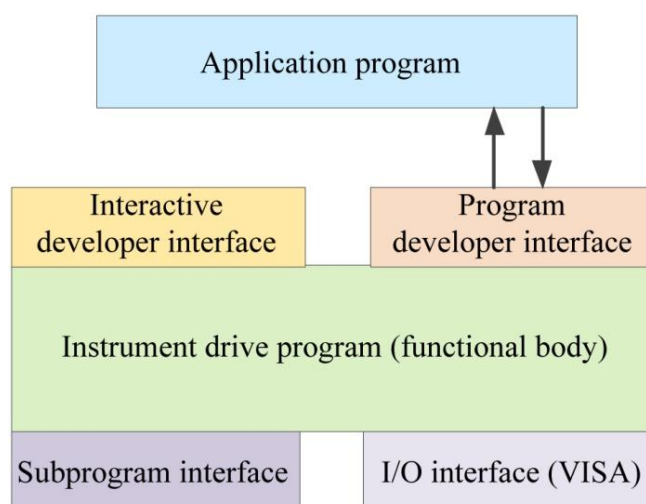 Application program
Interactive
developer interface
Program
developer interface
Instrument drive program (functional body)
Subprogram interface
I/O interface (VISA)